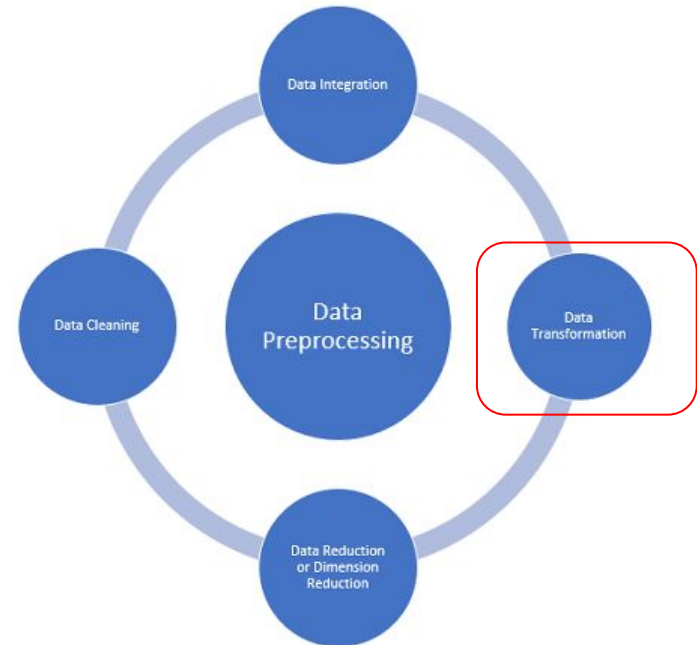 Data Integration
Data
Preprocessing
Data Cleaning
Data
Transformation
Data Reduction
or Dimension
Reduction